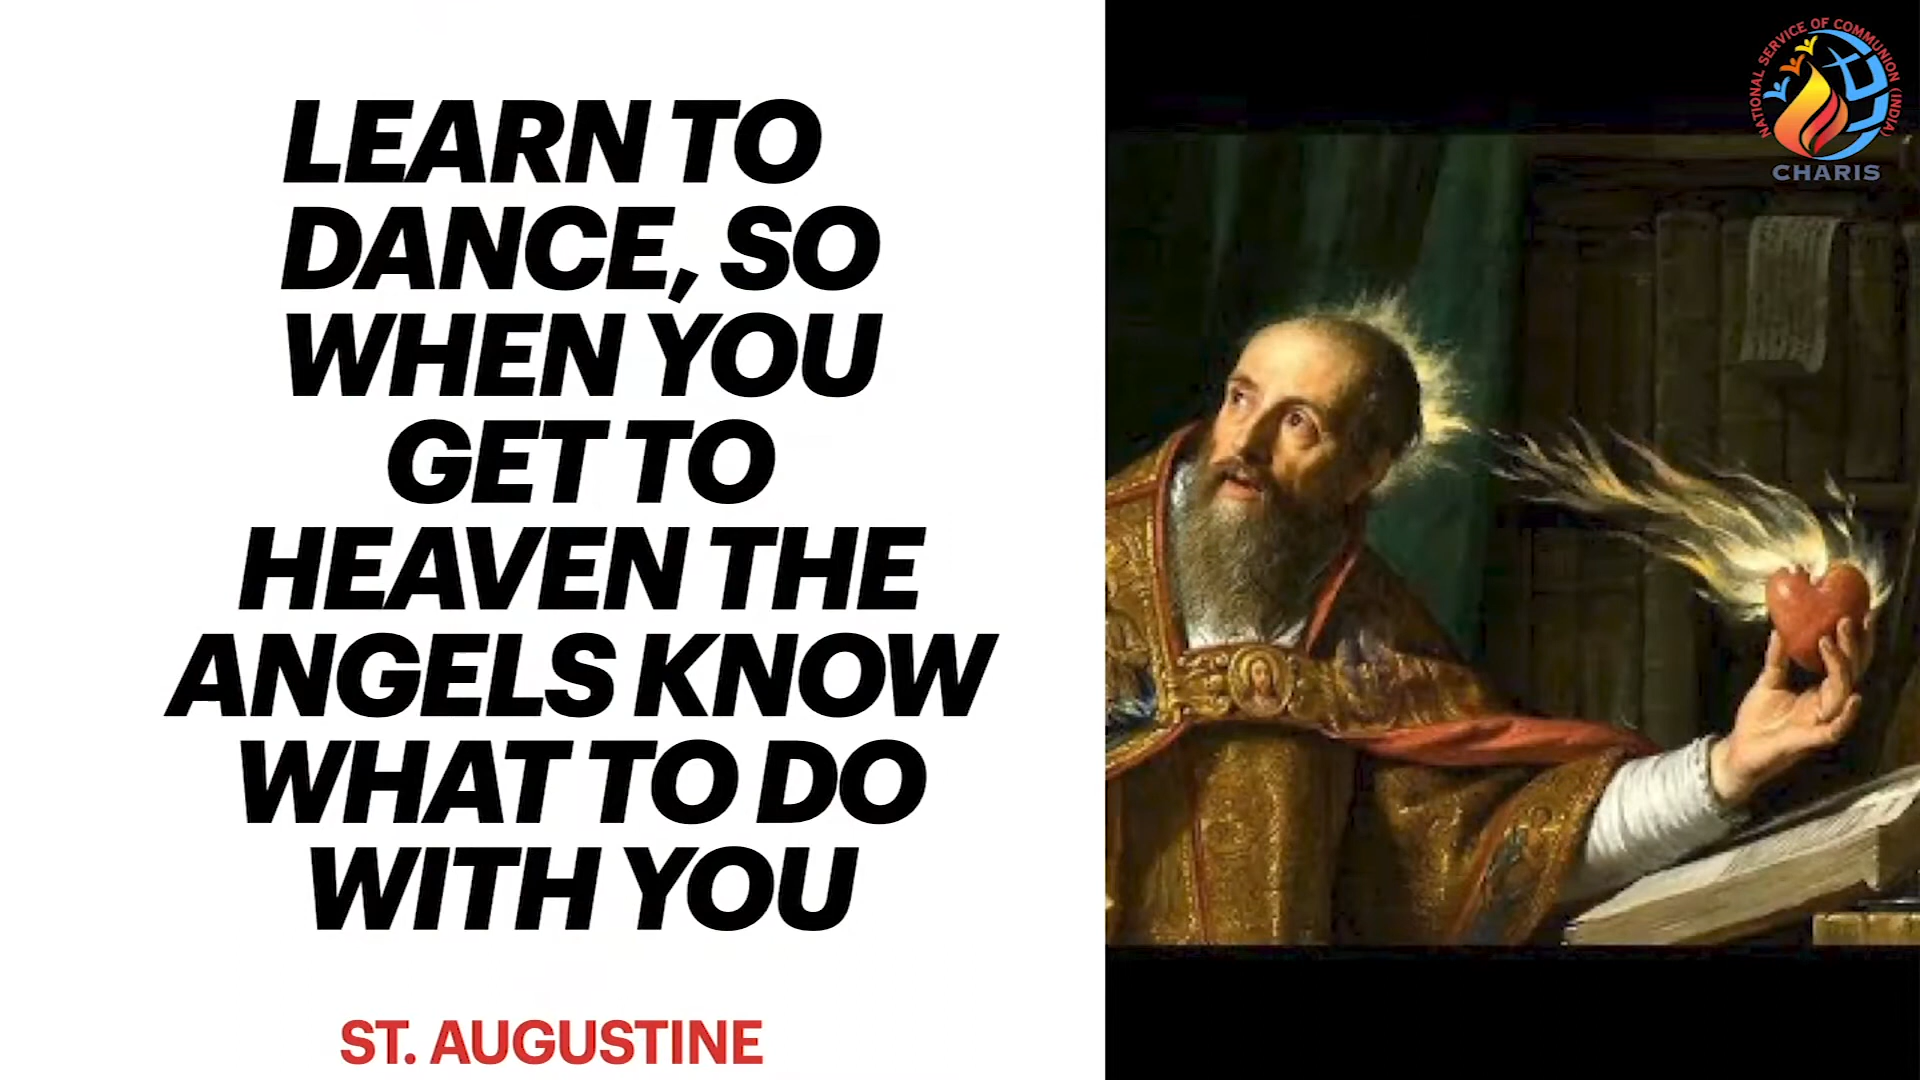 LEARN TO
DANCE, SO
WHEN YOU
GET TO
HEAVEN THE
ANGELS KNOW
WHAT TO DO
WITH YOU
ST. AUGUSTINE
NATIONAL SERVICE OF COMMUNION (INDIA)
CHARIS